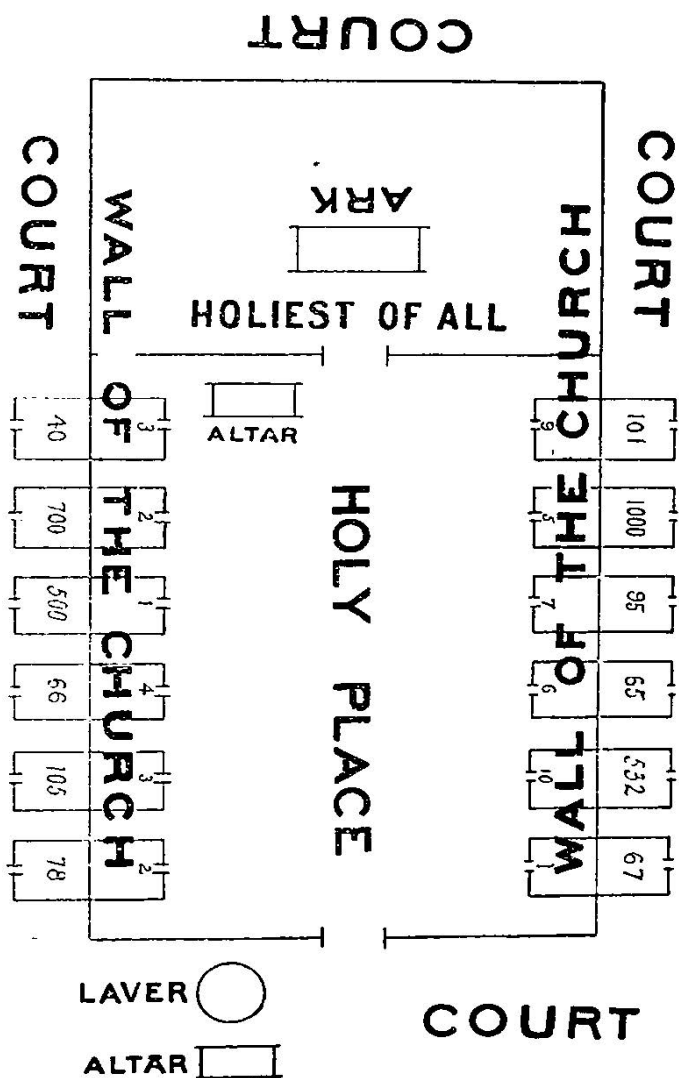 COURT
COURT
COURT
ARK
WALL OF THE CHURCH
WALL OF THE CHURCH
HOLIEST OF ALL
ALTAR
HOLY PLACE
40
3
9
101
700
2
5
1000
500
1
7
95
66
4
6
65
105
3
10
532
78
2
1
67
LAVER
COURT
ALTAR